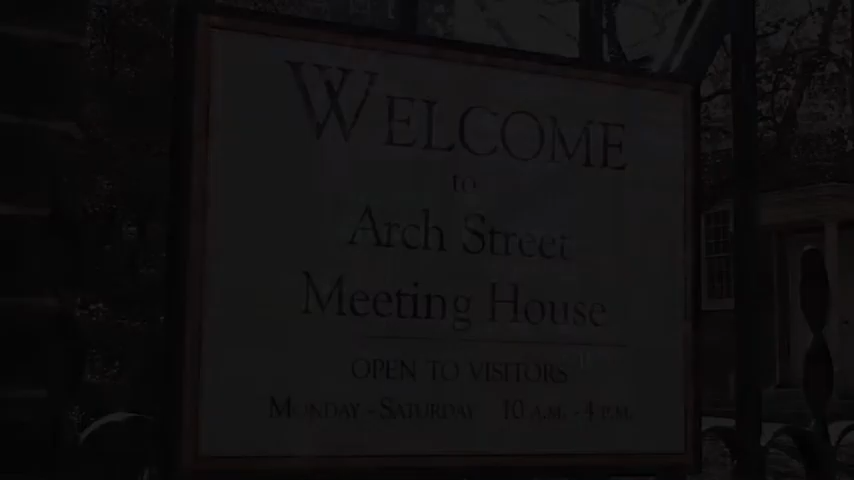 WELCOME
to
Arch Street
Meeting House
OPEN TO VISITORS
MONDAY - SATURDAY 10 A.M. - 4 P.M.